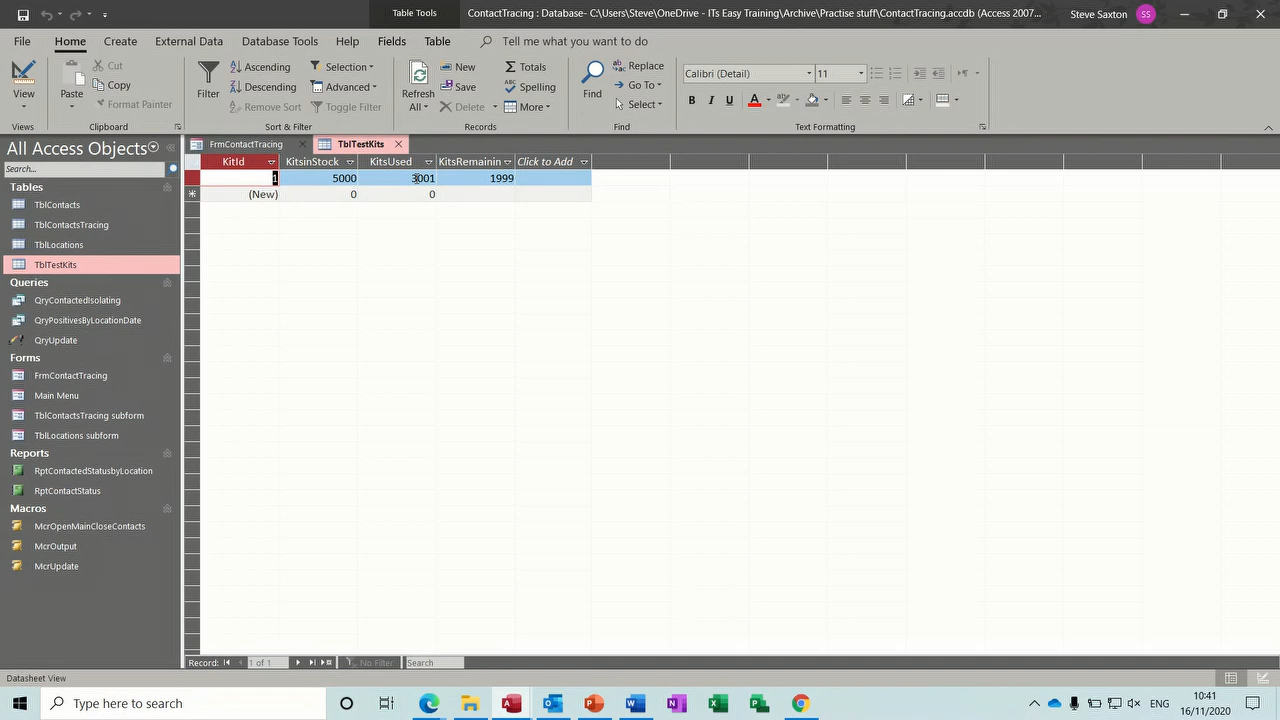 Table Tools
ContactTracing : Database- C:\Users\Steve\OneDrive - ITs Easy Training\Archive\Practise stuff\ContactTracing.accdb (Access 2007...
Steve Saxton
SS
File
Home
Create
External Data
Database Tools
Help
Fields
Table
Tell me what you want to do
View
Views
Paste
Cut
Copy
Format Painter
Clipboard
Filter
Ascending
Descending
Remove Sort
Selection
Advanced
Toggle Filter
Sort & Filter
Refresh
All
New
Save
Delete
Totals
Spelling
More
Records
Find
Replace
Go To
Select
Find
Calibri (Detail)
11
B I U
Text Formatting
All Access Objects
Search...
Tables
TblContacts
TblContactsTracing
TblLocations
TblTestKits
Queries
QryContactedIsolating
QryPositivesByLocationDate
QryUpdate
Forms
FrmContactTracing
Main Menu
TblContactsTracing subform
TblLocations subform
Reports
RptContactedStatusbyLocation
RptContactStatus
Macros
McrOpenMainCloseContacts
McrOutput
McrUpdate
FrmContactTracing
TblTestKits
KitId KitsinStock KitsUsed KitsRemainin Click to Add
1 5000 3001 1999
(New) 0 0
Record: 1 of 1 No Filter Search
Datasheet View
Type here to search
ENG
10:41
16/11/2020